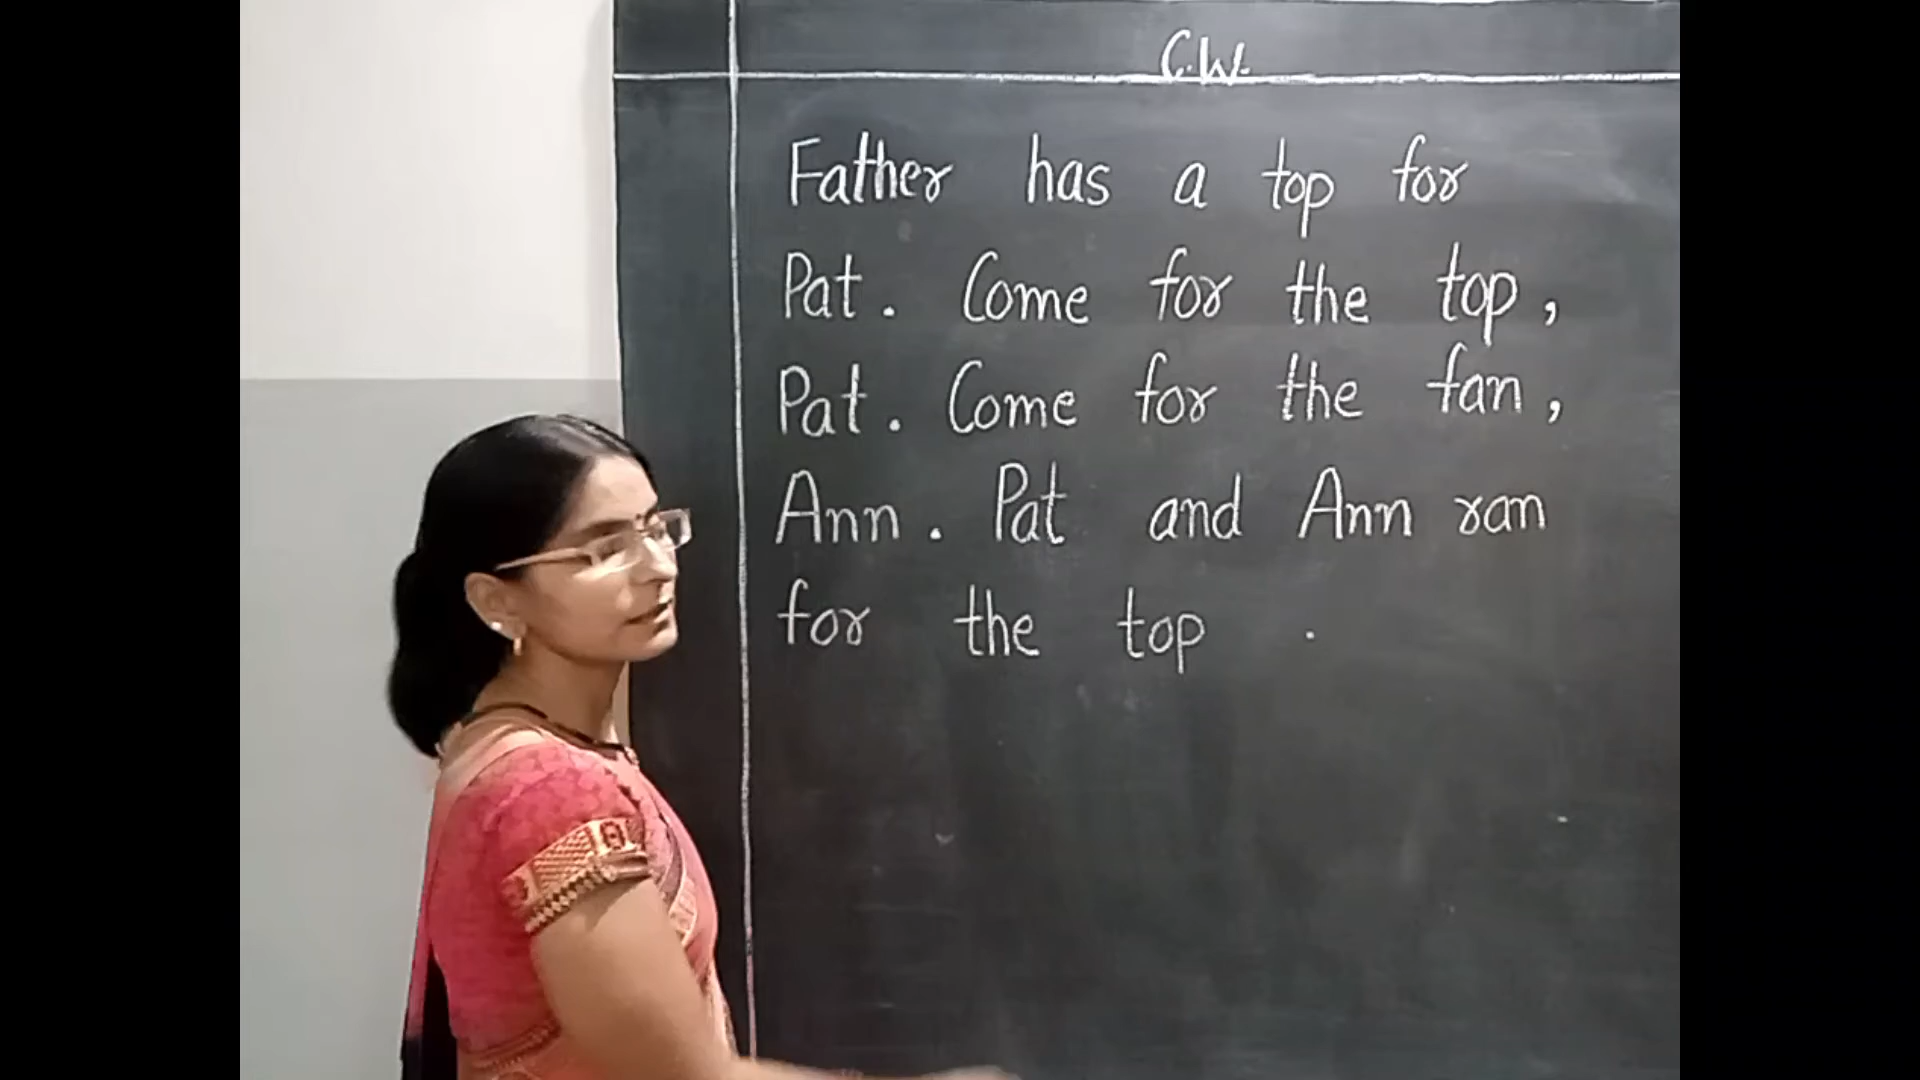 C.W.
Father has a top for
Pat. Come for the top,
Pat. Come for the fan,
Ann. Pat and Ann ran
for the top .